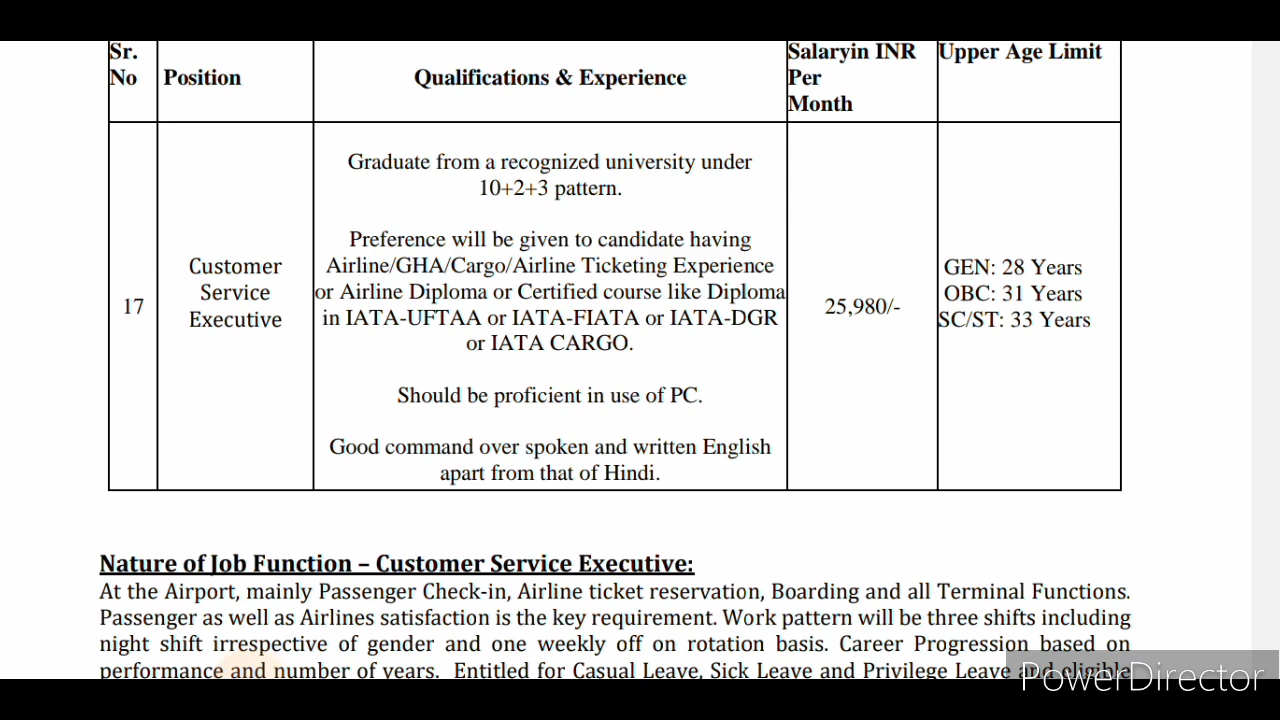 Sr. No
Position
Qualifications & Experience
Salaryin INR Per Month
Upper Age Limit
17
Customer
Service
Executive
Graduate from a recognized university under
10+2+3 pattern.
Preference will be given to candidate having
Airline/GHA/Cargo/Airline Ticketing Experience
or Airline Diploma or Certified course like Diploma
in IATA-UFTAA or IATA-FIATA or IATA-DGR
or IATA CARGO.
Should be proficient in use of PC.
Good command over spoken and written English
apart from that of Hindi.
25,980/-
GEN: 28 Years
OBC: 31 Years
SC/ST: 33 Years
Nature of Job Function – Customer Service Executive:
At the Airport, mainly Passenger Check-in, Airline ticket reservation, Boarding and all Terminal Functions.
Passenger as well as Airlines satisfaction is the key requirement. Work pattern will be three shifts including
night shift irrespective of gender and one weekly off on rotation basis. Career Progression based on
performance and number of years. Entitled for Casual Leave, Sick Leave and Privilege Leave and eligible
PowerDirector